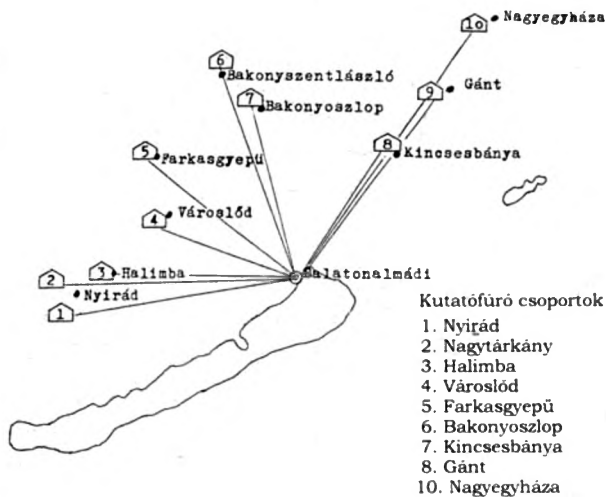 10
Nagyegyháza
6
Bakonyszentlászló
9
Gánt
7
Bakonyoszlop
8
Kincsesbánya
5
Farkasgyepü
4
Városlőd
3
Halimba
2
Balatonalmádi
Nyirád
1
Kutatófúró csoportok
1. Nyirád
2. Nagytárkány
3. Halimba
4. Városlőd
5. Farkasgyepü
6. Bakonyoszlop
7. Kincsesbánya
8. Gánt
10. Nagyegyháza